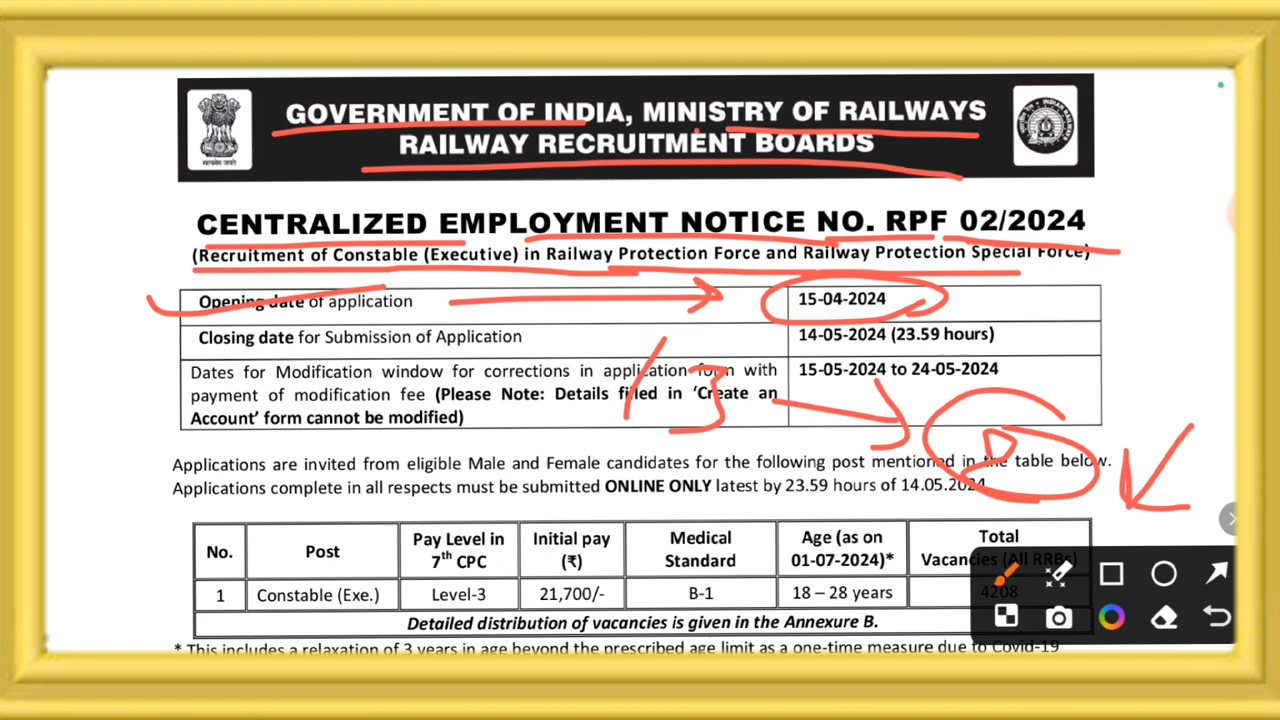 GOVERNMENT OF INDIA, MINISTRY OF RAILWAYS
RAILWAY RECRUITMENT BOARDS
सत्यमेव जयते
CENTRALIZED EMPLOYMENT NOTICE NO. RPF 02/2024
(Recruitment of Constable (Executive) in Railway Protection Force and Railway Protection Special Force)
Opening date of application 15-04-2024
Closing date for Submission of Application 14-05-2024 (23.59 hours)
Dates for Modification window for corrections in application form with 15-05-2024 to 24-05-2024
payment of modification fee (Please Note: Details filled in ‘Create an
Account’ form cannot be modified)
13
Applications are invited from eligible Male and Female candidates for the following post mentioned in the table below.
Applications complete in all respects must be submitted ONLINE ONLY latest by 23.59 hours of 14.05.2024
No. Post Pay Level in 7th CPC Initial pay (₹) Medical Standard Age (as on 01-07-2024)* Total Vacancies (All RRBs)
1 Constable (Exe.) Level-3 21,700/- B-1 18 – 28 years 4208
Detailed distribution of vacancies is given in the Annexure B.
* This includes a relaxation of 3 years in age beyond the prescribed age limit as a one-time measure due to Covid-19